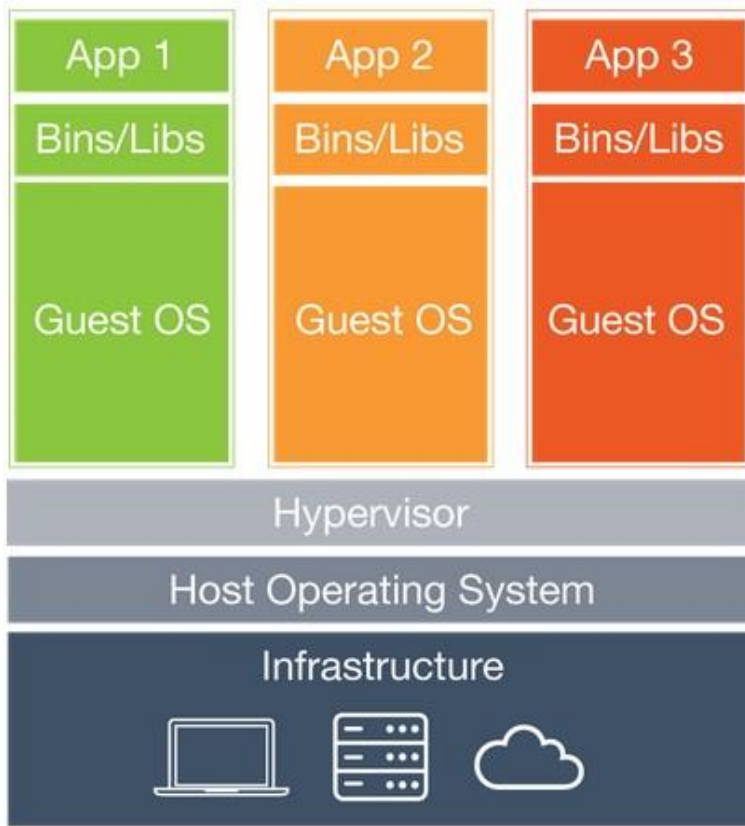 App 1
App 2
App 3
Bins/Libs
Bins/Libs
Bins/Libs
Guest OS
Guest OS
Guest OS
Hypervisor
Host Operating System
Infrastructure